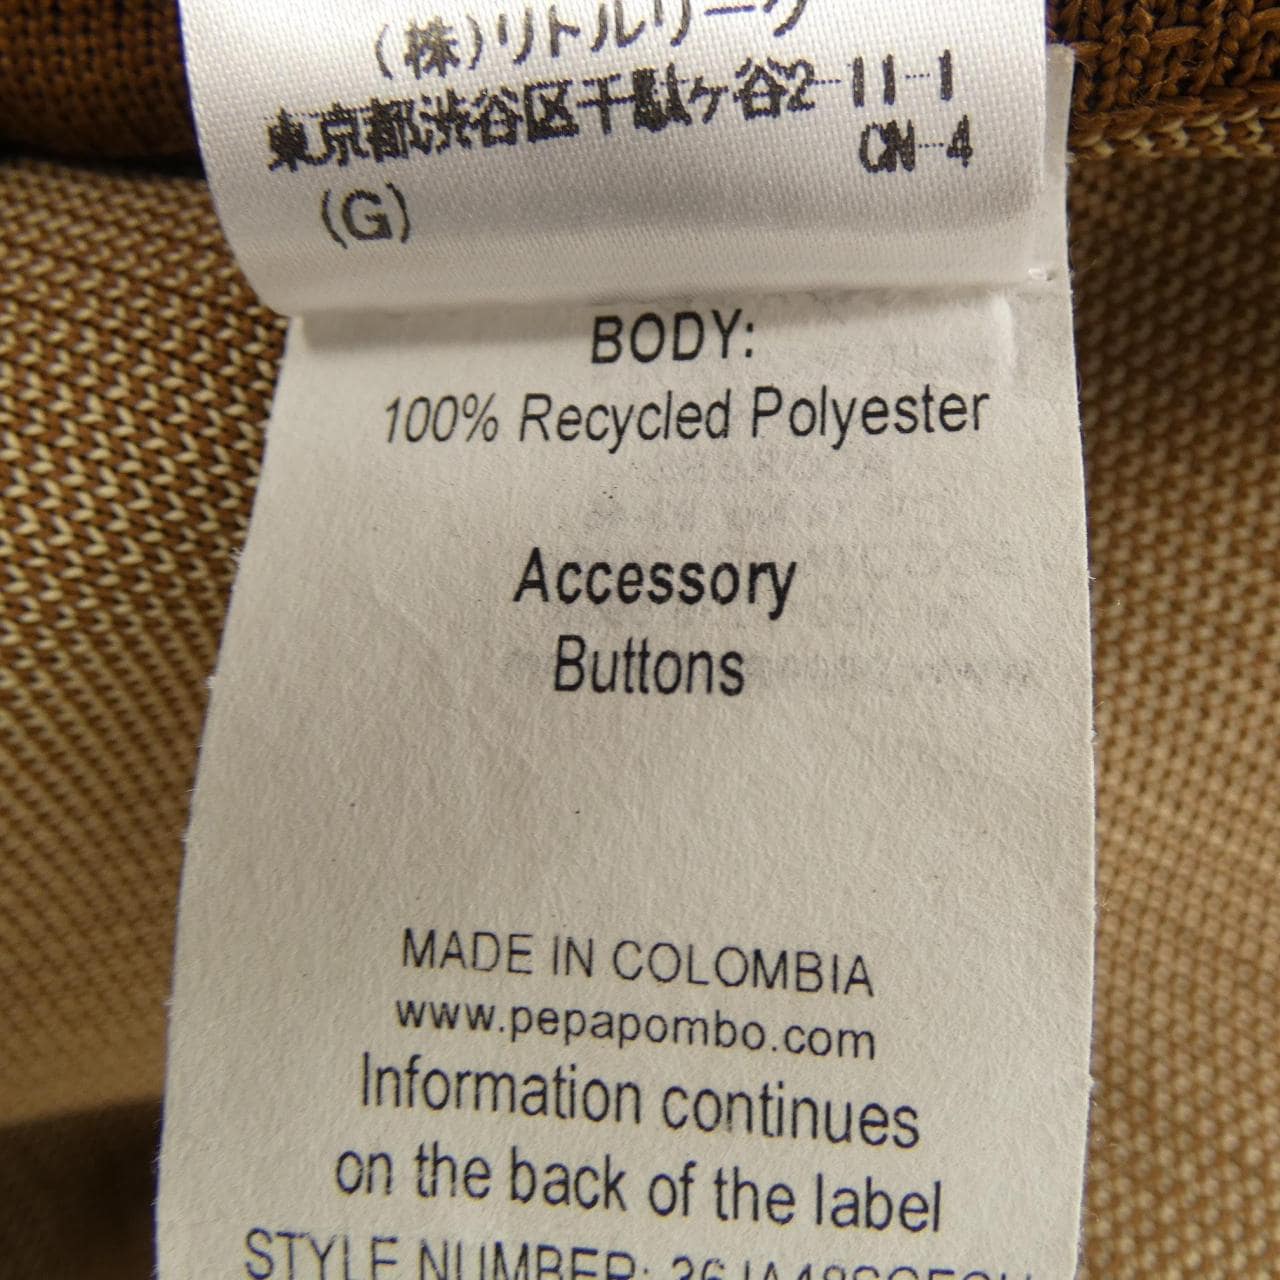 (株)リトルリーグ
東京都渋谷区千駄ヶ谷2-11-1
CN-4
(G)
BODY:
100% Recycled Polyester
Accessory
Buttons
MADE IN COLOMBIA
www.pepapombo.com
Information continues
on the back of the label
STYLE NUMBER: